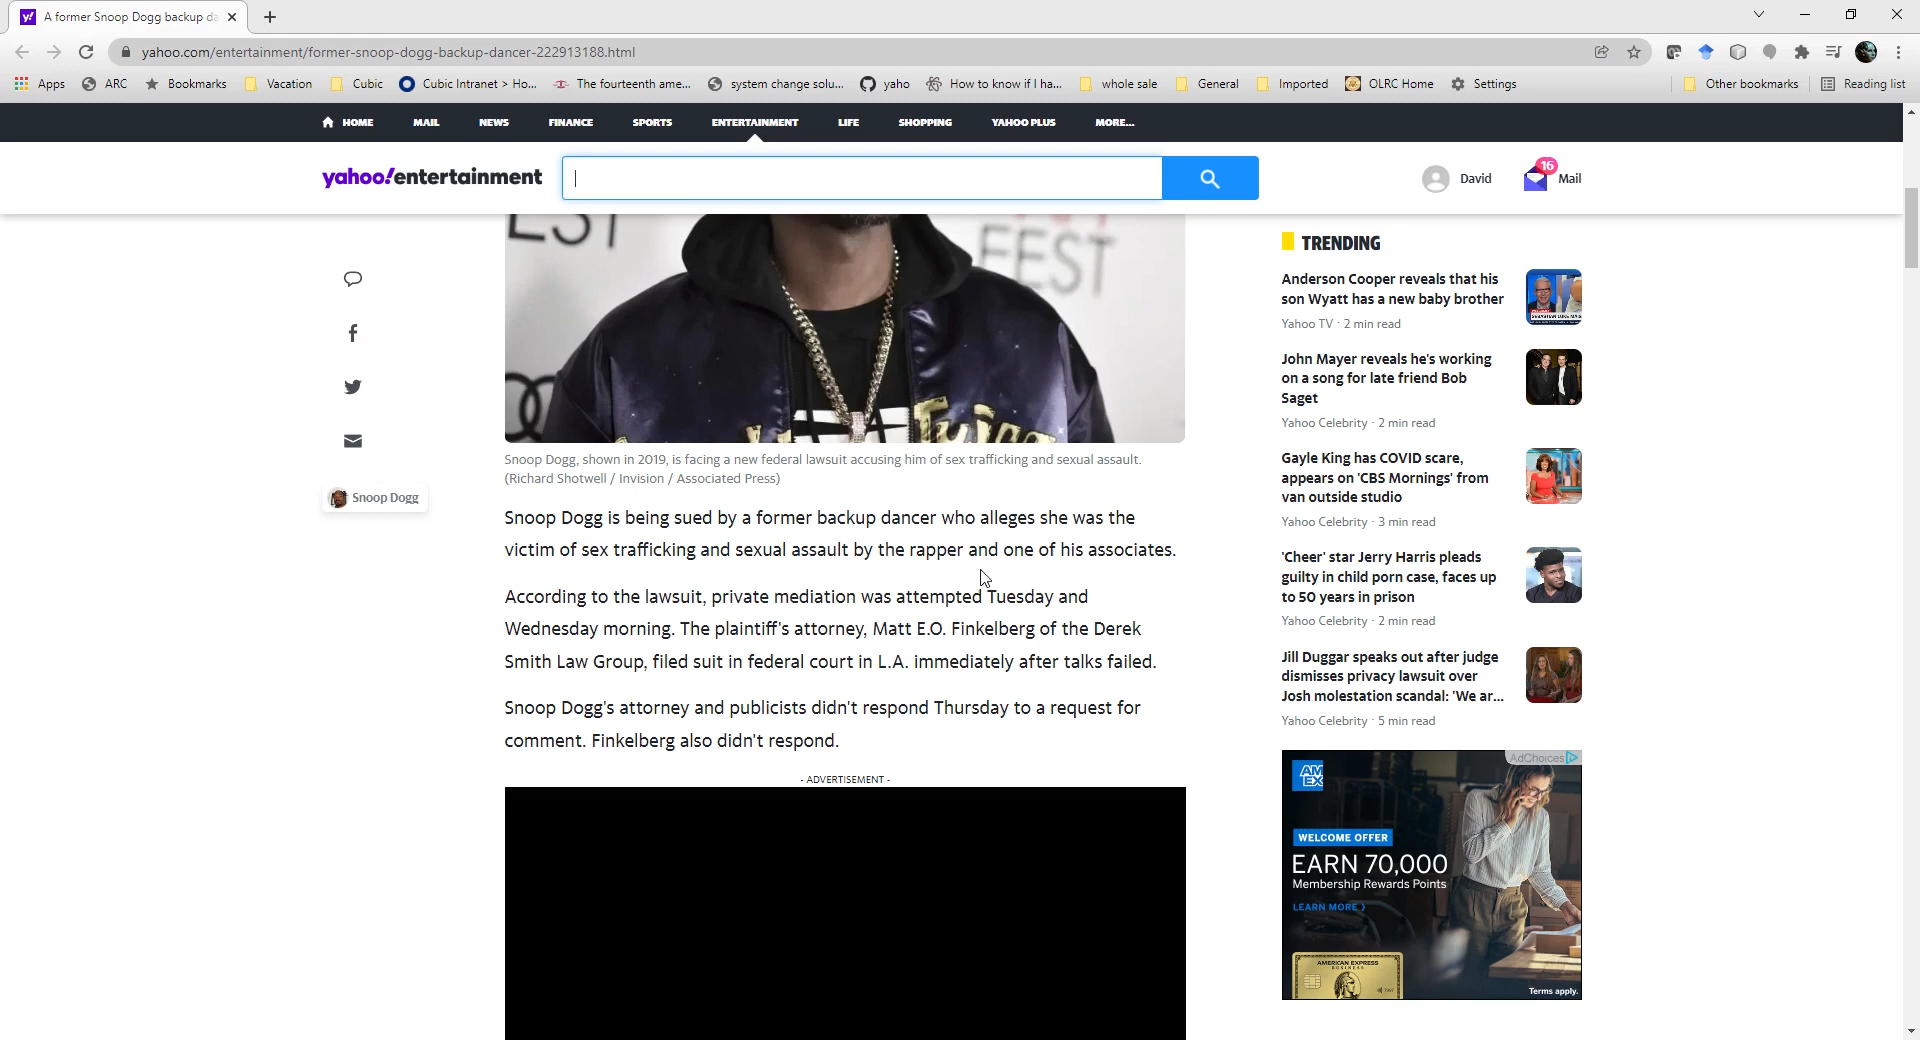 A former Snoop Dogg backup da
yahoo.com/entertainment/former-snoop-dogg-backup-dancer-222913188.html
Apps ARC Bookmarks Vacation Cubic Cubic Intranet > Ho... The fourteenth ame... system change solu... yaho How to know if I ha... whole sale General Imported OLRC Home Settings Other bookmarks Reading list
HOME MAIL NEWS FINANCE SPORTS ENTERTAINMENT LIFE SHOPPING YAHOO PLUS MORE...
yahoo!entertainment
David
16
Mail
FEST
Snoop Dogg
Snoop Dogg, shown in 2019, is facing a new federal lawsuit accusing him of sex trafficking and sexual assault.
(Richard Shotwell / Invision / Associated Press)
Snoop Dogg is being sued by a former backup dancer who alleges she was the
victim of sex trafficking and sexual assault by the rapper and one of his associates.
According to the lawsuit, private mediation was attempted Tuesday and
Wednesday morning. The plaintiff's attorney, Matt E.O. Finkelberg of the Derek
Smith Law Group, filed suit in federal court in L.A. immediately after talks failed.
Snoop Dogg's attorney and publicists didn't respond Thursday to a request for
comment. Finkelberg also didn't respond.
- ADVERTISEMENT -
TRENDING
Anderson Cooper reveals that his
son Wyatt has a new baby brother
Yahoo TV · 2 min read
John Mayer reveals he's working
on a song for late friend Bob
Saget
Yahoo Celebrity · 2 min read
Gayle King has COVID scare,
appears on 'CBS Mornings' from
van outside studio
Yahoo Celebrity · 3 min read
'Cheer' star Jerry Harris pleads
guilty in child porn case, faces up
to 50 years in prison
Yahoo Celebrity · 2 min read
Jill Duggar speaks out after judge
dismisses privacy lawsuit over
Josh molestation scandal: 'We ar...
Yahoo Celebrity · 5 min read
AdChoices
AM
EX
WELCOME OFFER
EARN 70,000
Membership Rewards Points
LEARN MORE
AMERICAN EXPRESS
BUSINESS
Terms apply.